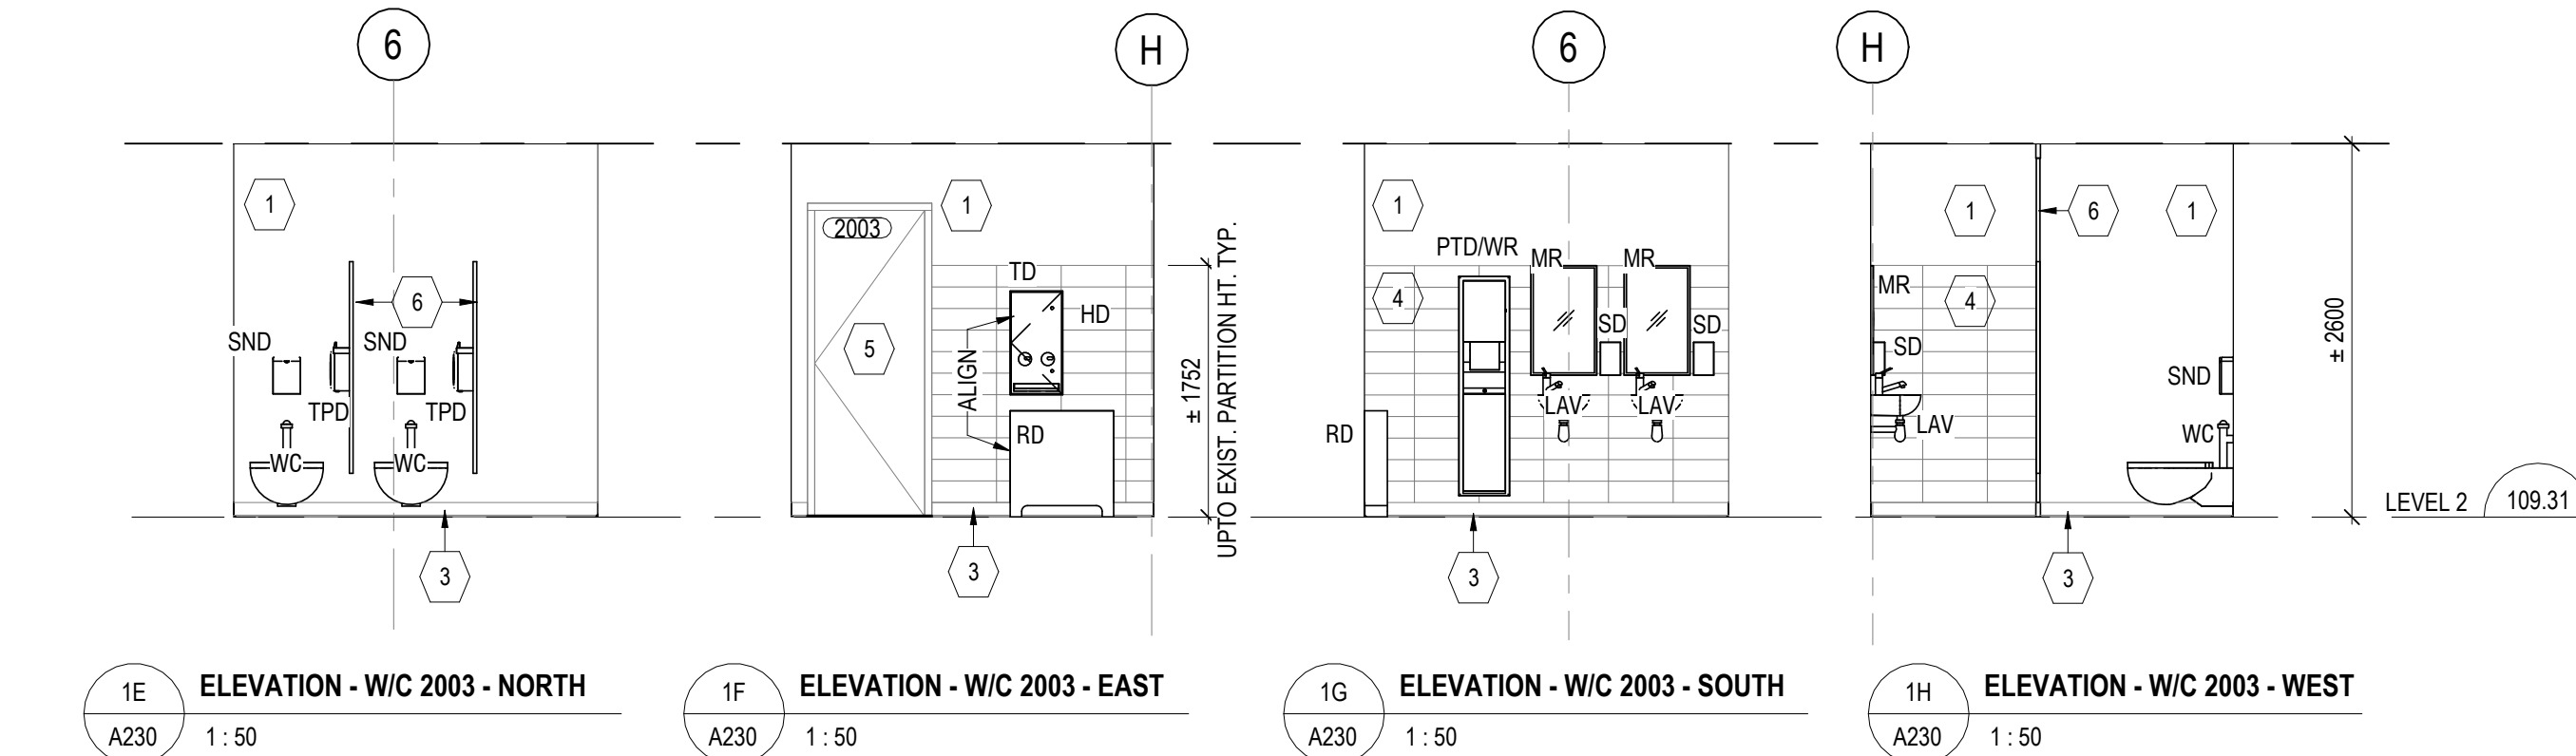 6
H
6
H
1
SND
TPD
6
SND
TPD
WC
WC
3
2003
1
5
TD
HD
ALIGN
RD
3
± 1752
UPTO EXIST. PARTITION HT. TYP.
1
4
PTD/WR
MR
MR
SD
SD
LAV
LAV
RD
3
1
6
1
MR
4
SD
LAV
SND
WC
3
± 2600
LEVEL 2
109.31
1E
A230
ELEVATION - W/C 2003 - NORTH
1 : 50
1F
A230
ELEVATION - W/C 2003 - EAST
1 : 50
1G
A230
ELEVATION - W/C 2003 - SOUTH
1 : 50
1H
A230
ELEVATION - W/C 2003 - WEST
1 : 50